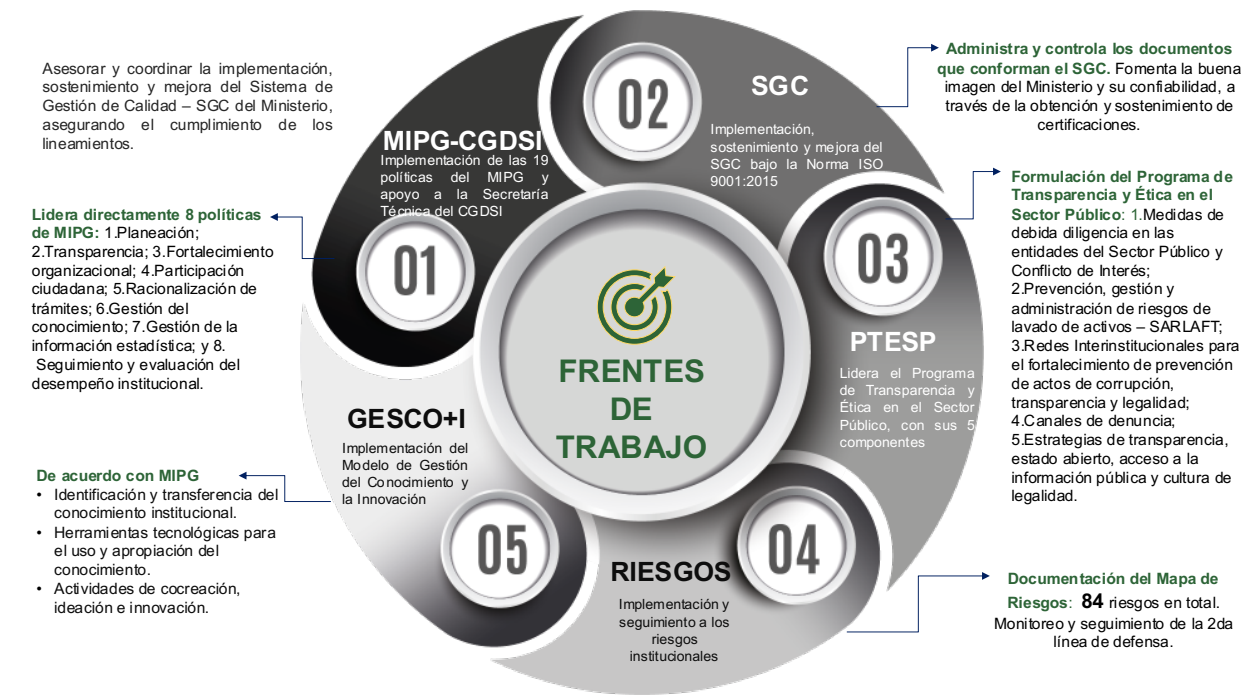 Asesorar y coordinar la implementación,
sostenimiento y mejora del Sistema de
Gestión de Calidad – SGC del Ministerio,
asegurando el cumplimiento de los
lineamientos.
Lidera directamente 8 políticas
de MIPG: 1.Planeación;
2.Transparencia; 3.Fortalecimiento
organizacional; 4.Participación
ciudadana; 5.Racionalización de
trámites; 6.Gestión del
conocimiento; 7.Gestión de la
información estadística; y 8.
Seguimiento y evaluación del
desempeño institucional.
De acuerdo con MIPG
• Identificación y transferencia del
conocimiento institucional.
• Herramientas tecnológicas para
el uso y apropiación del
conocimiento.
• Actividades de cocreación,
ideación e innovación.
MIPG-CGDSI
Implementación de las 19
políticas del MIPG y
apoyo a la Secretaría
Técnica del CGDSI
01
02
SGC
Implementación,
sostenimiento y mejora del
SGC bajo la Norma ISO
9001:2015
03
PTESP
Lidera el Programa
de Transparencia y
Ética en el Sector
Público, con sus 5
componentes
FRENTES
DE
TRABAJO
GESCO+I
Implementación del
Modelo de Gestión
del Conocimiento y
la Innovación
05
04
RIESGOS
Implementación y
seguimiento a los
riesgos
institucionales
Administra y controla los documentos
que conforman el SGC. Fomenta la buena
imagen del Ministerio y su confiabilidad, a
través de la obtención y sostenimiento de
certificaciones.
Formulación del Programa de
Transparencia y Ética en el
Sector Público: 1.Medidas de
debida diligencia en las
entidades del Sector Público y
Conflicto de Interés;
2.Prevención, gestión y
administración de riesgos de
lavado de activos – SARLAFT;
3.Redes Interinstitucionales para
el fortalecimiento de prevención
de actos de corrupción,
transparencia y legalidad;
4.Canales de denuncia;
5.Estrategias de transparencia,
estado abierto, acceso a la
información pública y cultura de
legalidad.
Documentación del Mapa de
Riesgos: 84 riesgos en total.
Monitoreo y seguimiento de la 2da
línea de defensa.